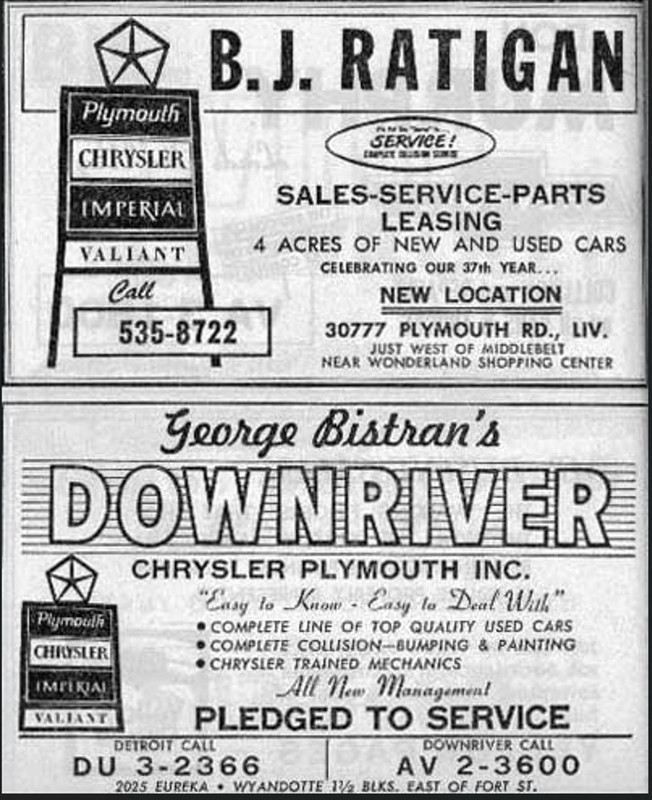 B.J. RATIGAN
Plymouth
CHRYSLER
IMPERIAL
VALIANT
Call
535-8722
SERVICE!
COMPLETE COLLISION SERVICE
SALES-SERVICE-PARTS
LEASING
4 ACRES OF NEW AND USED CARS
CELEBRATING OUR 37th YEAR...
NEW LOCATION
30777 PLYMOUTH RD., LIV.
JUST WEST OF MIDDLEBELT
NEAR WONDERLAND SHOPPING CENTER
George Bistran's
DOWNRIVER
CHRYSLER PLYMOUTH INC.
Plymouth
CHRYSLER
IMPERIAL
VALIANT
"Easy to Know - Easy to Deal With"
• COMPLETE LINE OF TOP QUALITY USED CARS
• COMPLETE COLLISION—BUMPING & PAINTING
• CHRYSLER TRAINED MECHANICS
All New Management
PLEDGED TO SERVICE
DETROIT CALL
DU 3-2366
DOWNRIVER CALL
AV 2-3600
2025 EUREKA • WYANDOTTE 1½ BLKS. EAST OF FORT ST.